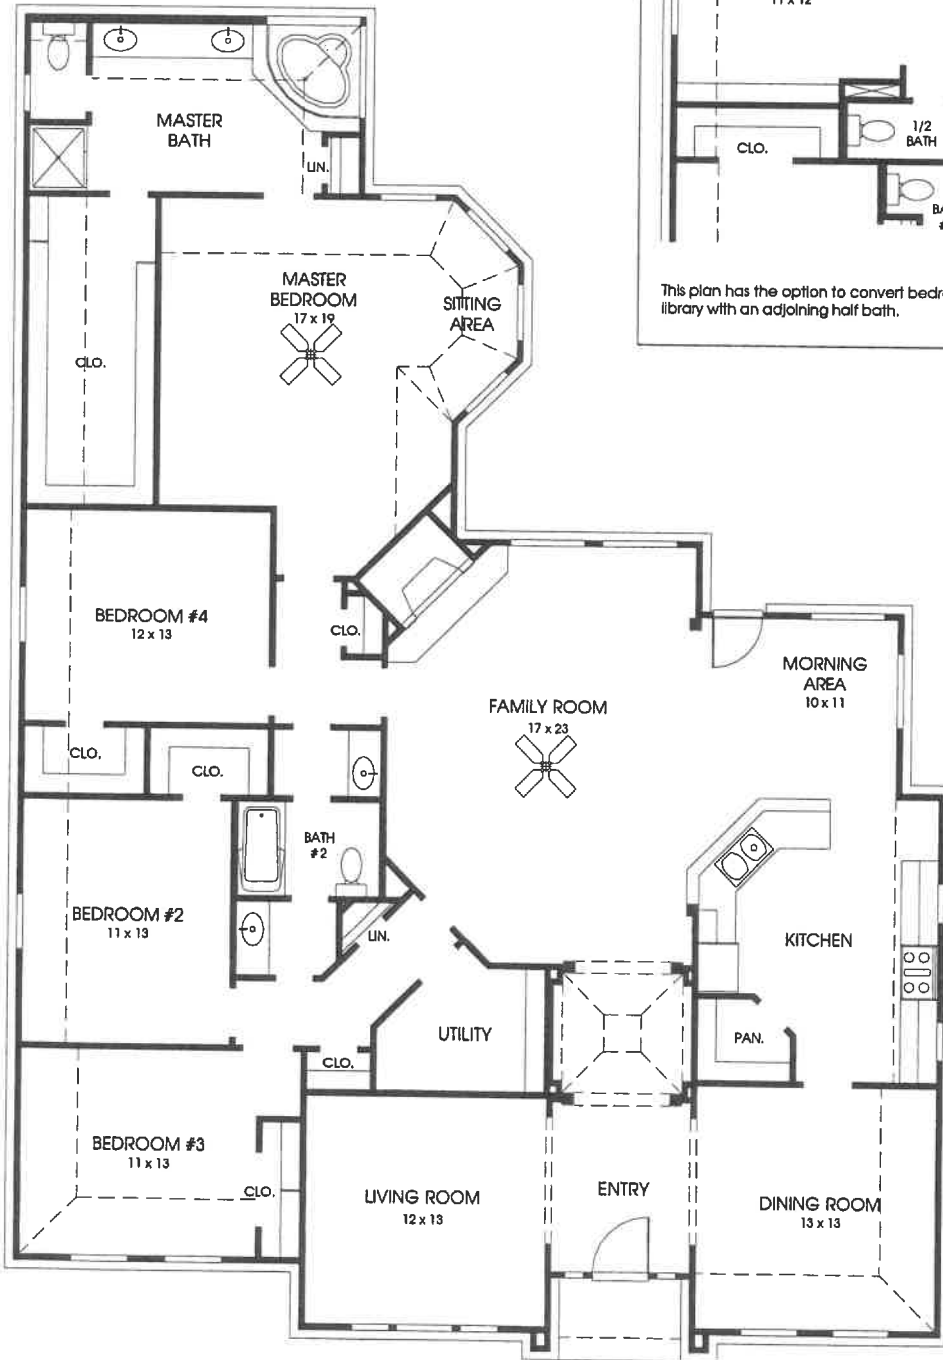 MASTER
BATH
LIN.
MASTER
BEDROOM
17 x 19
SITTING
AREA
CLO.
11 x 12
CLO.
1/2
BATH
This plan has the option to convert
library with an adjoining half bath.
BEDROOM #4
12 x 13
CLO.
MORNING
AREA
10 x 11
FAMILY ROOM
17 x 23
CLO.
CLO.
BATH
#2
BEDROOM #2
11 x 13
LIN.
KITCHEN
UTILITY
PAN.
CLO.
BEDROOM #3
11 x 13
CLO.
LIVING ROOM
12 x 13
ENTRY
DINING ROOM
13 x 13